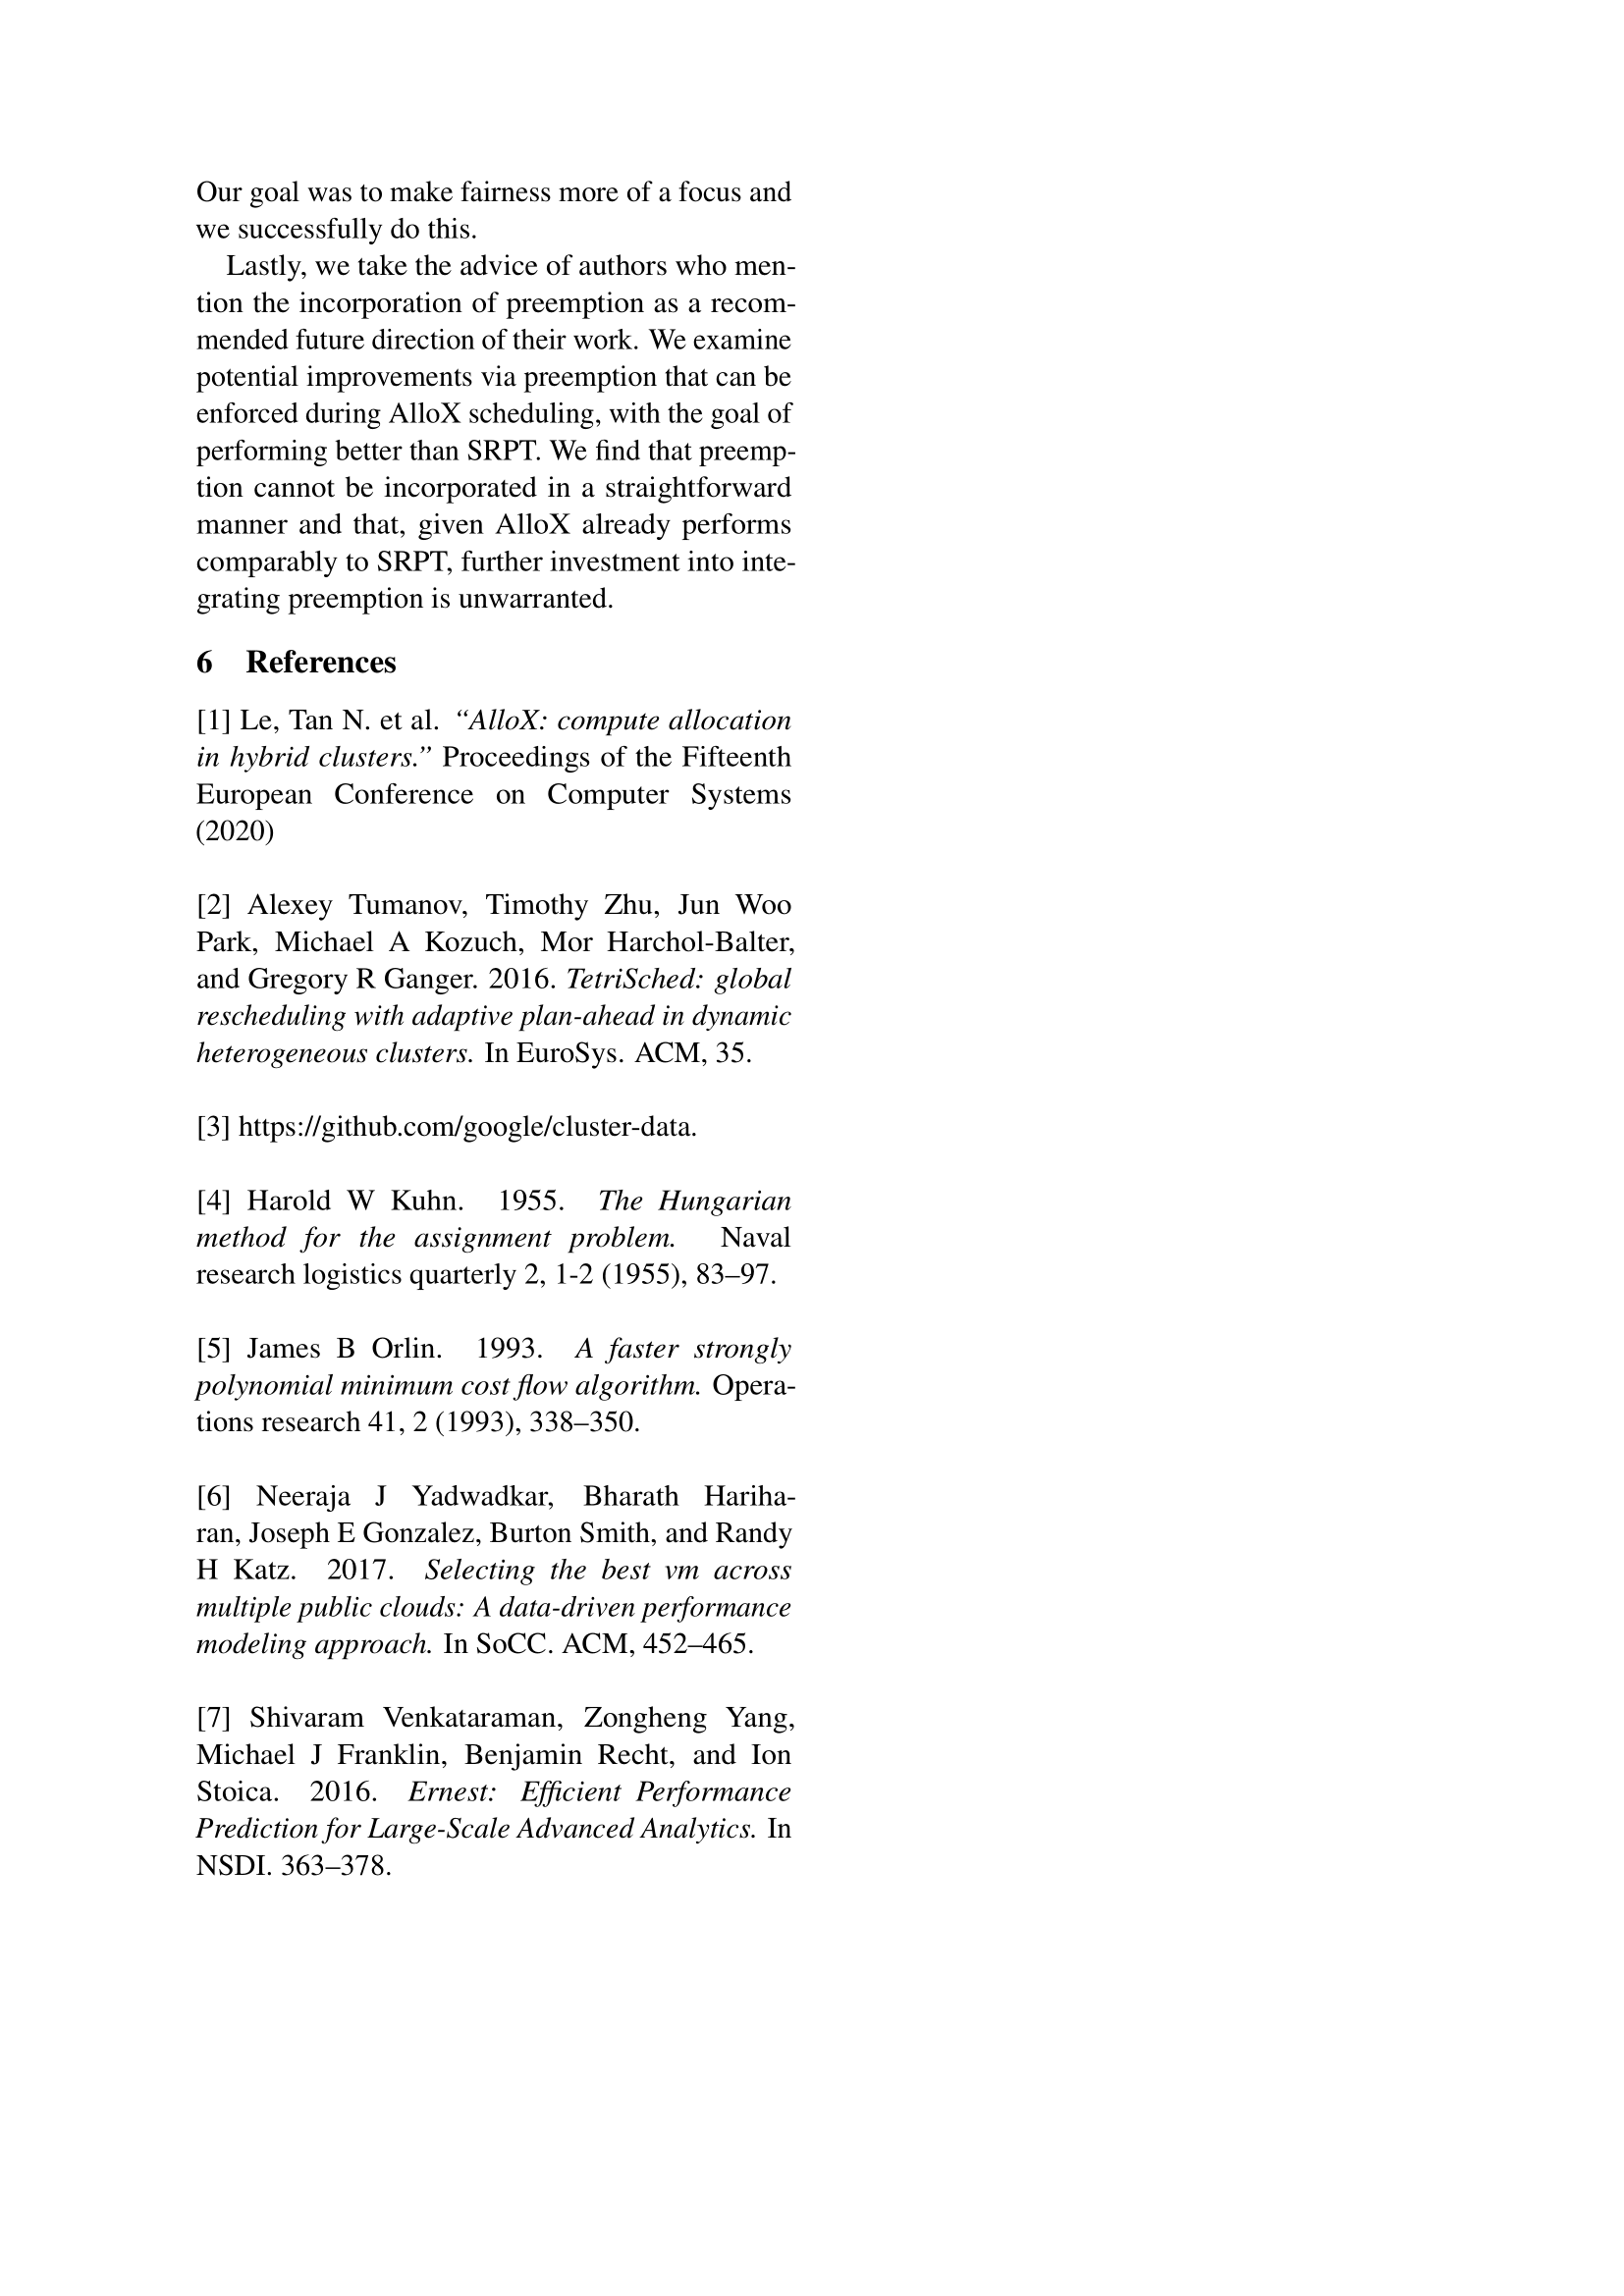 Our goal was to make fairness more of a focus and
we successfully do this.
Lastly, we take the advice of authors who men-
tion the incorporation of preemption as a recom-
mended future direction of their work. We examine
potential improvements via preemption that can be
enforced during AlloX scheduling, with the goal of
performing better than SRPT. We find that preemp-
tion cannot be incorporated in a straightforward
manner and that, given AlloX already performs
comparably to SRPT, further investment into inte-
grating preemption is unwarranted.
6 References
[1] Le, Tan N. et al. “AlloX: compute allocation
in hybrid clusters.” Proceedings of the Fifteenth
European Conference on Computer Systems
(2020)
[2] Alexey Tumanov, Timothy Zhu, Jun Woo
Park, Michael A Kozuch, Mor Harchol-Balter,
and Gregory R Ganger. 2016. TetriSched: global
rescheduling with adaptive plan-ahead in dynamic
heterogeneous clusters. In EuroSys. ACM, 35.
[3] https://github.com/google/cluster-data.
[4] Harold W Kuhn. 1955. The Hungarian
method for the assignment problem. Naval
research logistics quarterly 2, 1-2 (1955), 83–97.
[5] James B Orlin. 1993. A faster strongly
polynomial minimum cost flow algorithm. Opera-
tions research 41, 2 (1993), 338–350.
[6] Neeraja J Yadwadkar, Bharath Hariha-
ran, Joseph E Gonzalez, Burton Smith, and Randy
H Katz. 2017. Selecting the best vm across
multiple public clouds: A data-driven performance
modeling approach. In SoCC. ACM, 452–465.
[7] Shivaram Venkataraman, Zongheng Yang,
Michael J Franklin, Benjamin Recht, and Ion
Stoica. 2016. Ernest: Efficient Performance
Prediction for Large-Scale Advanced Analytics. In
NSDI. 363–378.